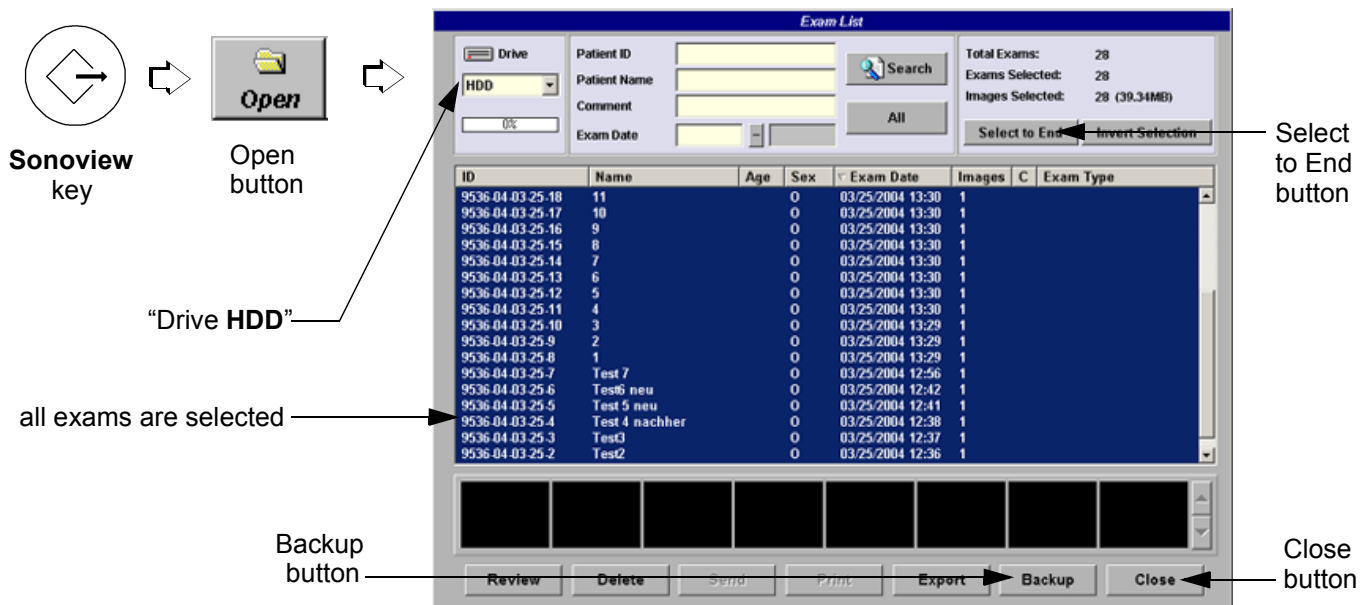 Sonoview
key
Open
Open
button
"Drive HDD"
all exams are selected
Backup
button
Select
to End
button
Close
button
Exam List
Drive
HDD
0%
Patient ID
Patient Name
Comment
Exam Date
-
Search
All
Total Exams: 28
Exams Selected: 28
Images Selected: 28 (39.34MB)
Select to End Invert Selection
ID Name Age Sex Exam Date Images C Exam Type
9536-04-03-25-18 11 O 03/25/2004 13:30 1
9536-04-03-25-17 10 O 03/25/2004 13:30 1
9536-04-03-25-16 9 O 03/25/2004 13:30 1
9536-04-03-25-15 8 O 03/25/2004 13:30 1
9536-04-03-25-14 7 O 03/25/2004 13:30 1
9536-04-03-25-13 6 O 03/25/2004 13:30 1
9536-04-03-25-12 5 O 03/25/2004 13:30 1
9536-04-03-25-11 4 O 03/25/2004 13:30 1
9536-04-03-25-10 3 O 03/25/2004 13:29 1
9536-04-03-25-9 2 O 03/25/2004 13:29 1
9536-04-03-25-8 1 O 03/25/2004 13:29 1
9536-04-03-25-7 Test 7 O 03/25/2004 12:56 1
9536-04-03-25-6 Test6 neu O 03/25/2004 12:42 1
9536-04-03-25-5 Test 5 neu O 03/25/2004 12:41 1
9536-04-03-25-4 Test 4 nachher O 03/25/2004 12:38 1
9536-04-03-25-3 Test3 O 03/25/2004 12:37 1
9536-04-03-25-2 Test2 O 03/25/2004 12:36 1
Review Delete Send Print Export Backup Close